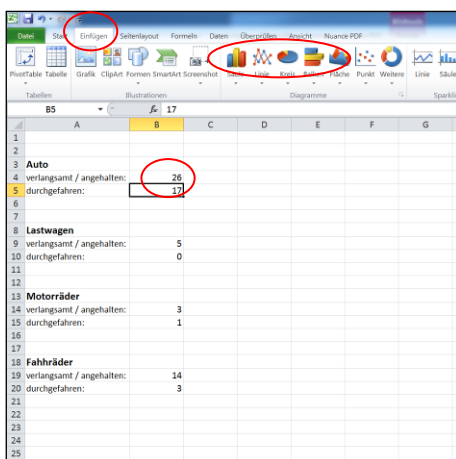 Datei Start Einfügen Seitenlayout Formeln Daten Überprüfen Ansicht Nuance PDF
PivotTable Tabelle Grafik ClipArt Formen SmartArt Screenshot Säule Linie Kreis Balken Fläche Punkt Weitere Linie Säule
Tabellen Illustrationen Diagramme
B5 fx 17
A B C D E F G
1
2
3 Auto
4 verlangsamt / angehalten: 26
5 durchgefahren: 17
6
7
8 Lastwagen
9 verlangsamt / angehalten: 5
10 durchgefahren: 0
11
12
13 Motorräder
14 verlangsamt / angehalten: 3
15 durchgefahren: 1
16
17
18 Fahhräder
19 verlangsamt / angehalten: 14
20 durchgefahren: 3
21
22
23
24
25